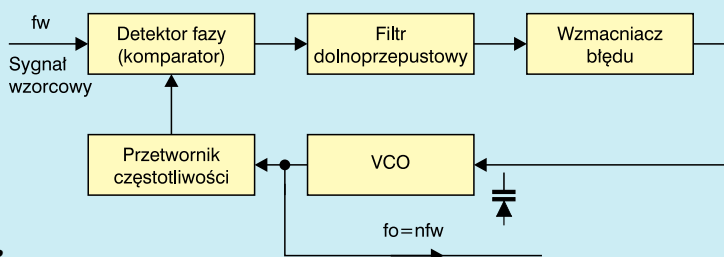 fw
Sygnał
wzorcowy
Detektor fazy
(komparator)
Filtr
dolnoprzepustowy
Wzmacniacz
błędu
Przetwornik
częstotliwości
VCO
fo=nfw